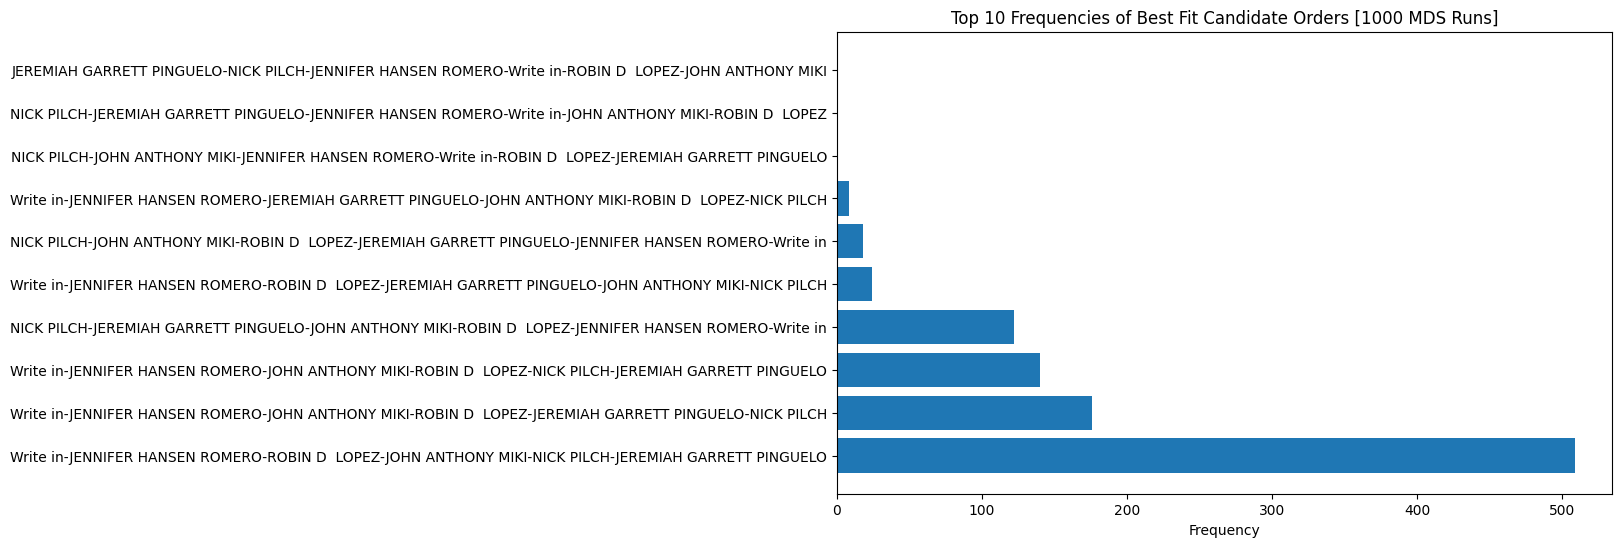 Top 10 Frequencies of Best Fit Candidate Orders [1000 MDS Runs]
JEREMIAH GARRETT PINGUELO-NICK PILCH-JENNIFER HANSEN ROMERO-Write in-ROBIN D  LOPEZ-JOHN ANTHONY MIKI
NICK PILCH-JEREMIAH GARRETT PINGUELO-JENNIFER HANSEN ROMERO-Write in-JOHN ANTHONY MIKI-ROBIN D  LOPEZ
NICK PILCH-JOHN ANTHONY MIKI-JENNIFER HANSEN ROMERO-Write in-ROBIN D  LOPEZ-JEREMIAH GARRETT PINGUELO
Write in-JENNIFER HANSEN ROMERO-JEREMIAH GARRETT PINGUELO-JOHN ANTHONY MIKI-ROBIN D  LOPEZ-NICK PILCH
NICK PILCH-JOHN ANTHONY MIKI-ROBIN D  LOPEZ-JEREMIAH GARRETT PINGUELO-JENNIFER HANSEN ROMERO-Write in
Write in-JENNIFER HANSEN ROMERO-ROBIN D  LOPEZ-JEREMIAH GARRETT PINGUELO-JOHN ANTHONY MIKI-NICK PILCH
NICK PILCH-JEREMIAH GARRETT PINGUELO-JOHN ANTHONY MIKI-ROBIN D  LOPEZ-JENNIFER HANSEN ROMERO-Write in
Write in-JENNIFER HANSEN ROMERO-JOHN ANTHONY MIKI-ROBIN D  LOPEZ-NICK PILCH-JEREMIAH GARRETT PINGUELO
Write in-JENNIFER HANSEN ROMERO-JOHN ANTHONY MIKI-ROBIN D  LOPEZ-JEREMIAH GARRETT PINGUELO-NICK PILCH
Write in-JENNIFER HANSEN ROMERO-ROBIN D  LOPEZ-JOHN ANTHONY MIKI-NICK PILCH-JEREMIAH GARRETT PINGUELO
0 100 200 300 400 500
Frequency